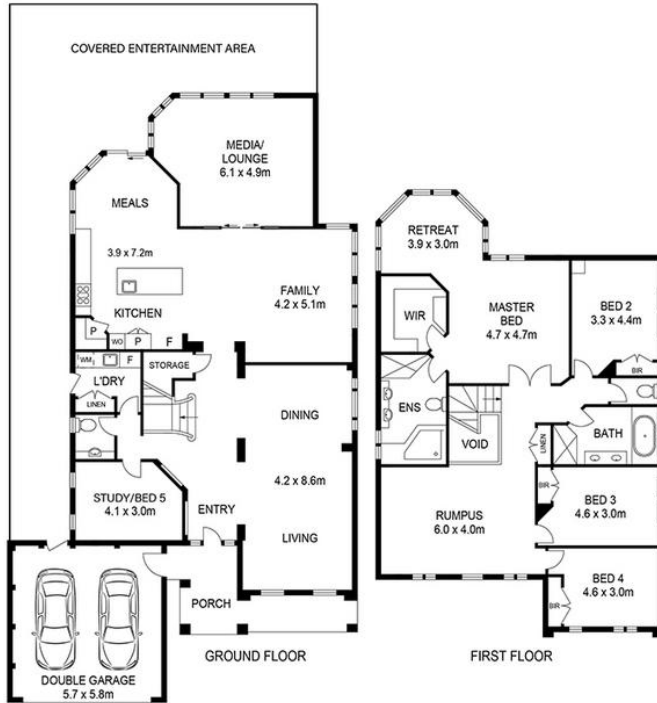 COVERED ENTERTAINMENT AREA
MEDIA/
LOUNGE
6.1 x 4.9m
MEALS
3.9 x 7.2m
KITCHEN
FAMILY
4.2 x 5.1m
P
WO
P
F
WM
F
L'DRY
LINEN
STORAGE
DINING
4.2 x 8.6m
LIVING
STUDY/BED 5
4.1 x 3.0m
ENTRY
PORCH
DOUBLE GARAGE
5.7 x 5.8m
GROUND FLOOR
RETREAT
3.9 x 3.0m
WIR
MASTER
BED
4.7 x 4.7m
BED 2
3.3 x 4.4m
BIR
ENS
VOID
LINEN
BATH
RUMPUS
6.0 x 4.0m
BIR
BED 3
4.6 x 3.0m
BED 4
4.6 x 3.0m
BIR
FIRST FLOOR